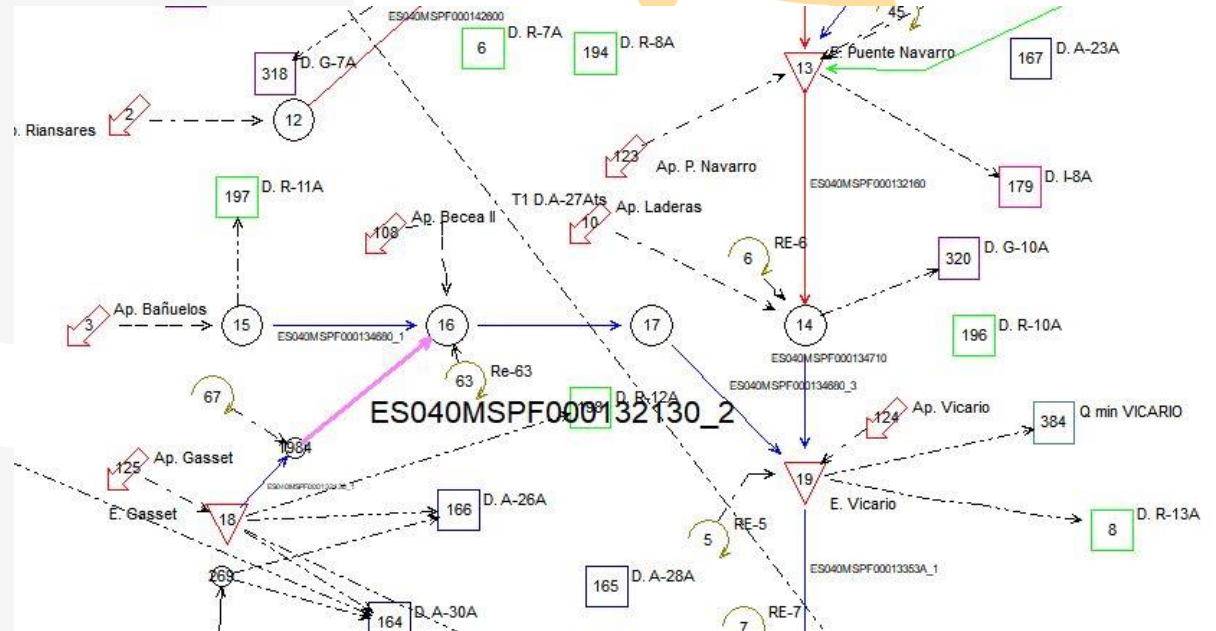 ES040MSPF000142600
45
318
D. G-7A
6
D. R-7A
194
D. R-8A
E. Puente Navarro
13
167
D. A-23A
2
12
Riansares
123
Ap. P. Navarro
ES040MSPF000132160
179
D. I-8A
197
D. R-11A
T1 D.A-27Ats
10
Ap. Laderas
108
Ap. Becea II
6
RE-6
320
D. G-10A
3
Ap. Bañuelos
15
ES040MSPF000134680_1
16
17
14
196
D. R-10A
ES040MSPF000134710
ES040MSPF000134680_3
67
63
Re-63
D. R-12A
198
ES040MSPF000132130_2
124
Ap. Vicario
384
Q min VICARIO
1984
125
Ap. Gasset
ES040MSPF000132130_1
E. Gasset
18
166
D. A-26A
19
E. Vicario
5
RE-5
8
D. R-13A
269
165
D. A-28A
ES040MSPF00013353A_1
164
D. A-30A
7
RE-7